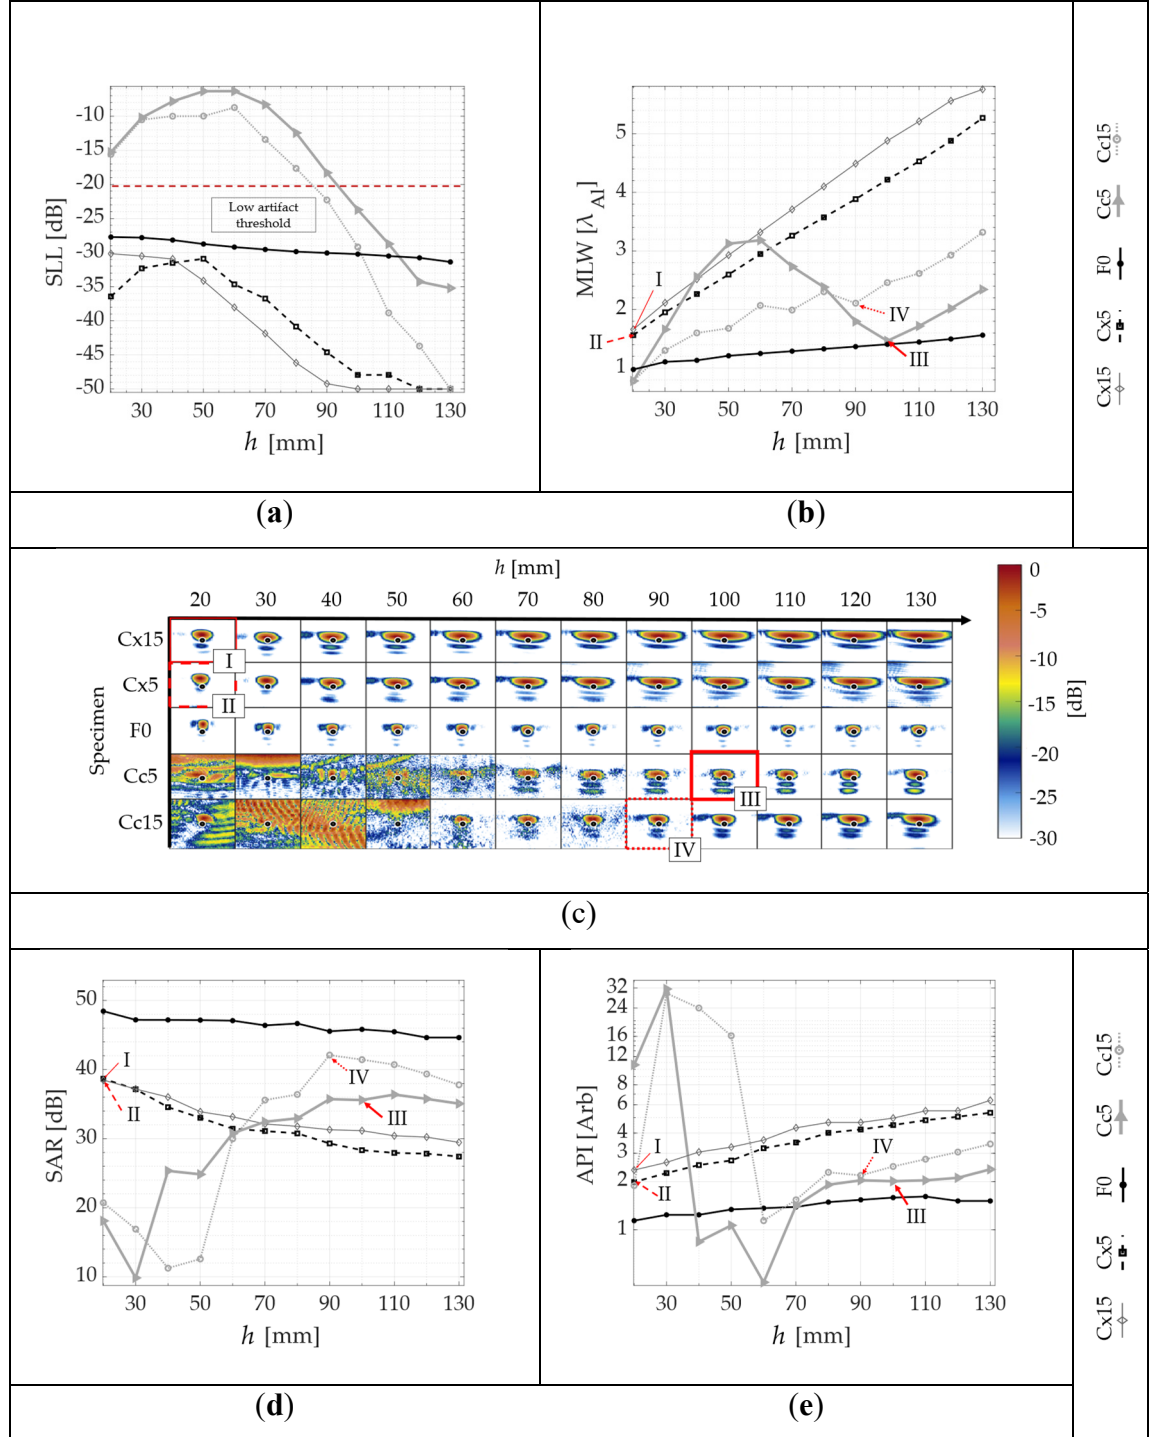 -10
-15
-20
-25
-30
-35
-40
-45
-50
SLL [dB]
Low artifact
threshold
30 50 70 90 110 130
h [mm]
5
4
3
2
1
MLW [λAl]
I
II
III
IV
30 50 70 90 110 130
h [mm]
Cc15
Cc5
F0
Cx5
Cx15
(a)
(b)
h [mm]
20 30 40 50 60 70 80 90 100 110 120 130
Specimen
Cx15
Cx5
F0
Cc5
Cc15
I
II
III
IV
0
-5
-10
-15
-20
-25
-30
[dB]
(c)
50
40
30
20
10
SAR [dB]
I
II
III
IV
30 50 70 90 110 130
h [mm]
32
24
16
12
8
6
4
3
2
1
API [Arb]
I
II
III
IV
30 50 70 90 110 130
h [mm]
Cc15
Cc5
F0
Cx5
Cx15
(d)
(e)